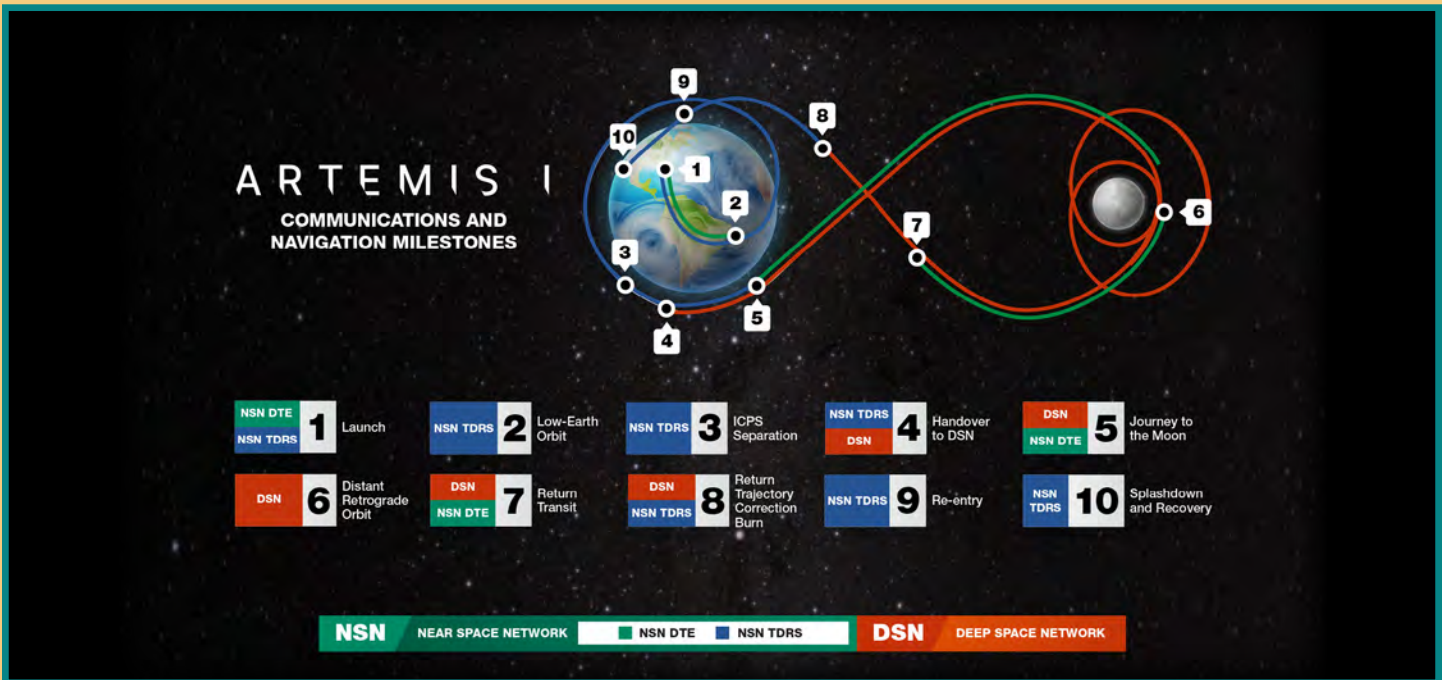 9
8
10
ARTEMIS I
1
COMMUNICATIONS AND
NAVIGATION MILESTONES
2
6
7
3
5
4
NSN DTE
NSN TDRS
1
Launch
NSN TDRS
2
Low-Earth
Orbit
NSN TDRS
3
ICPS
Separation
NSN TDRS
DSN
4
Handover
to DSN
DSN
NSN DTE
5
Journey to
the Moon
DSN
6
Distant
Retrograde
Orbit
DSN
NSN DTE
7
Return
Transit
DSN
NSN TDRS
8
Return
Trajectory
Correction
Burn
NSN TDRS
9
Re-entry
NSN
TDRS
10
Splashdown
and Recovery
NSN NEAR SPACE NETWORK NSN DTE NSN TDRS DSN DEEP SPACE NETWORK